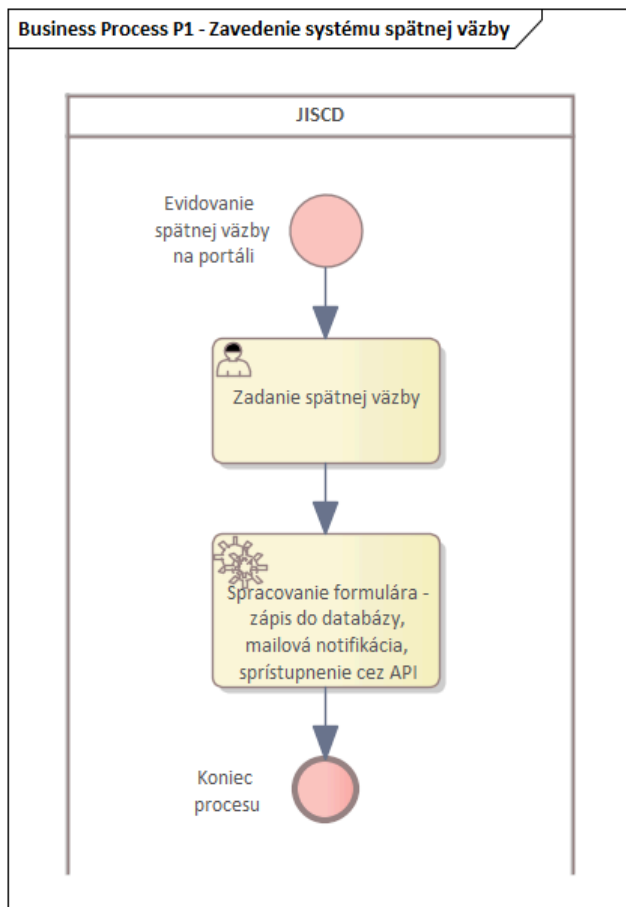 Business Process P1 - Zavedenie systému spätnej väzby
JISCD
Evidovanie
spätnej väzby
na portáli
Zadanie spätnej väzby
Spracovanie formulára -
zápis do databázy,
mailová notifikácia,
sprístupnenie cez API
Koniec
procesu